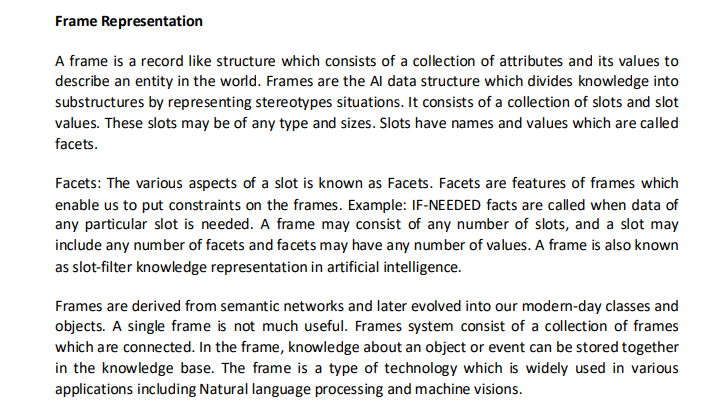 Frame Representation
A frame is a record like structure which consists of a collection of attributes and its values to
describe an entity in the world. Frames are the AI data structure which divides knowledge into
substructures by representing stereotypes situations. It consists of a collection of slots and slot
values. These slots may be of any type and sizes. Slots have names and values which are called
facets.
Facets: The various aspects of a slot is known as Facets. Facets are features of frames which
enable us to put constraints on the frames. Example: IF-NEEDED facts are called when data of
any particular slot is needed. A frame may consist of any number of slots, and a slot may
include any number of facets and facets may have any number of values. A frame is also known
as slot-filter knowledge representation in artificial intelligence.
Frames are derived from semantic networks and later evolved into our modern-day classes and
objects. A single frame is not much useful. Frames system consist of a collection of frames
which are connected. In the frame, knowledge about an object or event can be stored together
in the knowledge base. The frame is a type of technology which is widely used in various
applications including Natural language processing and machine visions.